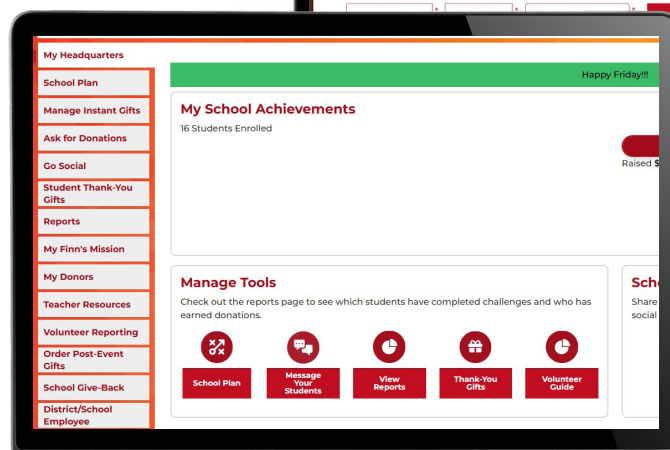 My Headquarters
School Plan
Manage Instant Gifts
Ask for Donations
Go Social
Student Thank-You
Gifts
Reports
My Finn's Mission
My Donors
Teacher Resources
Volunteer Reporting
Order Post-Event
Gifts
School Give-Back
District/School
Employee
Happy Friday!!!
My School Achievements
16 Students Enrolled
Raised $
Manage Tools
Check out the reports page to see which students have completed challenges and who has
earned donations.
School Plan
Message
Your
Students
View
Reports
Thank-You
Gifts
Volunteer
Guide
Share
social